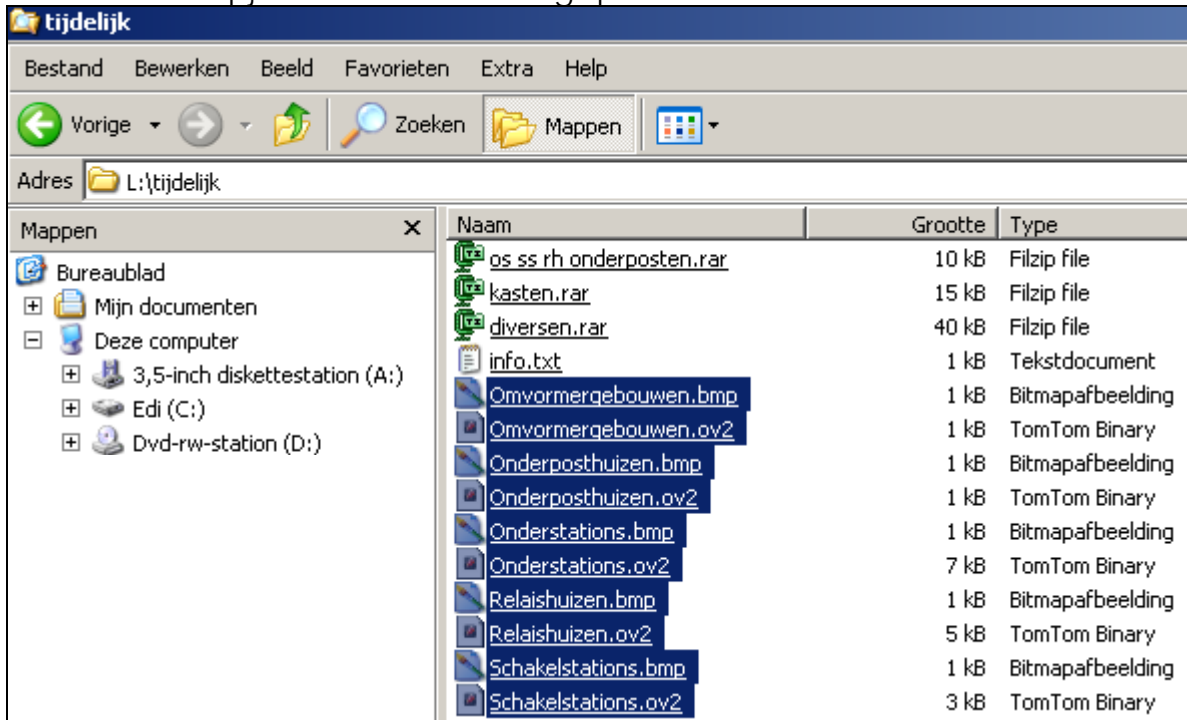 tijdelijk
Bestand Bewerken Beeld Favorieten Extra Help
Vorige Zoeken Mappen
Adres L:\tijdelijk
Mappen
Bureaublad
Mijn documenten
Deze computer
3,5-inch diskettestation (A:)
Edi (C:)
Dvd-rw-station (D:)
Naam Grootte Type
os ss rh onderposten.rar 10 kB Filzip file
kasten.rar 15 kB Filzip file
diversen.rar 40 kB Filzip file
info.txt 1 kB Tekstdocument
Omvormergebouwen.bmp 1 kB Bitmapafbeelding
Omvormergebouwen.ov2 1 kB TomTom Binary
Onderposthuizen.bmp 1 kB Bitmapafbeelding
Onderposthuizen.ov2 1 kB TomTom Binary
Onderstations.bmp 1 kB Bitmapafbeelding
Onderstations.ov2 7 kB TomTom Binary
Relaishuizen.bmp 1 kB Bitmapafbeelding
Relaishuizen.ov2 5 kB TomTom Binary
Schakelstations.bmp 1 kB Bitmapafbeelding
Schakelstations.ov2 3 kB TomTom Binary